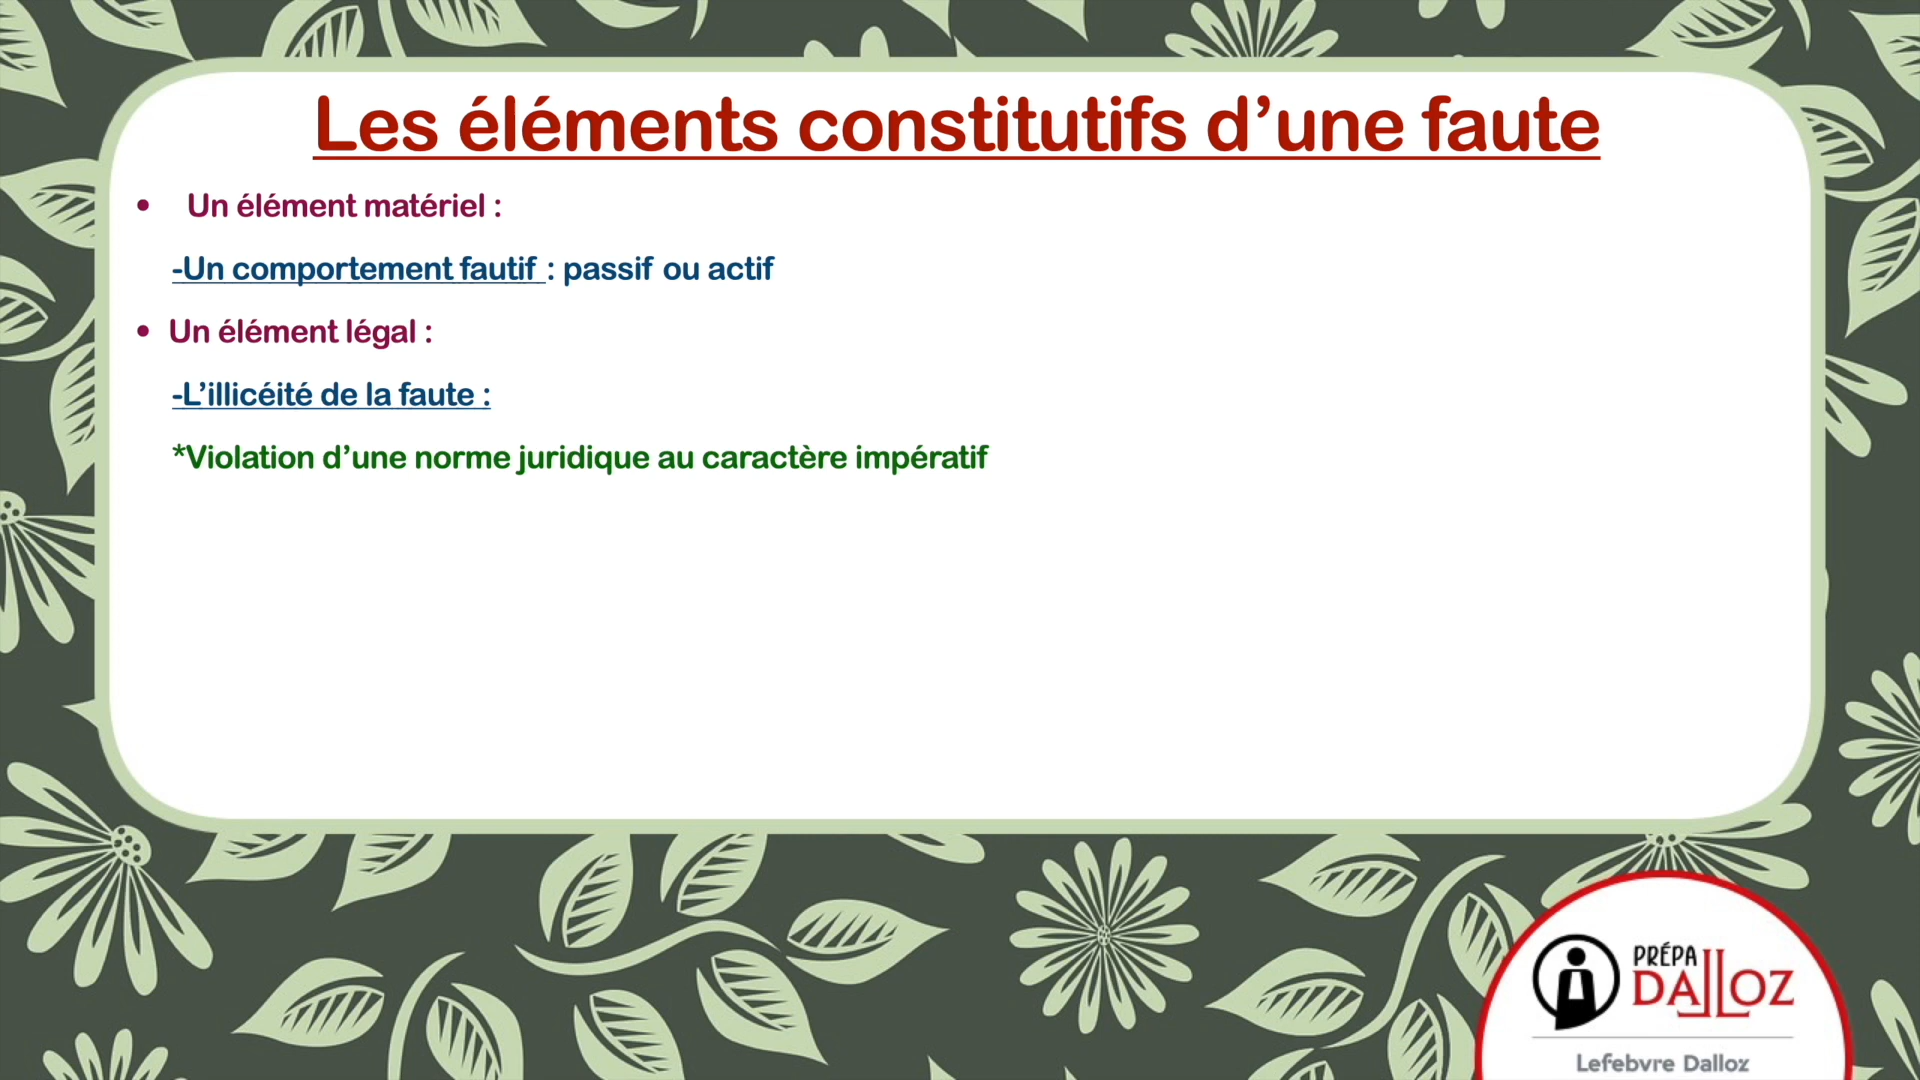 Les éléments constitutifs d’une faute
• Un élément matériel :
-Un comportement fautif : passif ou actif
• Un élément légal :
-L’illicéité de la faute :
*Violation d’une norme juridique au caractère impératif
PRÉPA
DALLOZ
Lefebvre Dalloz